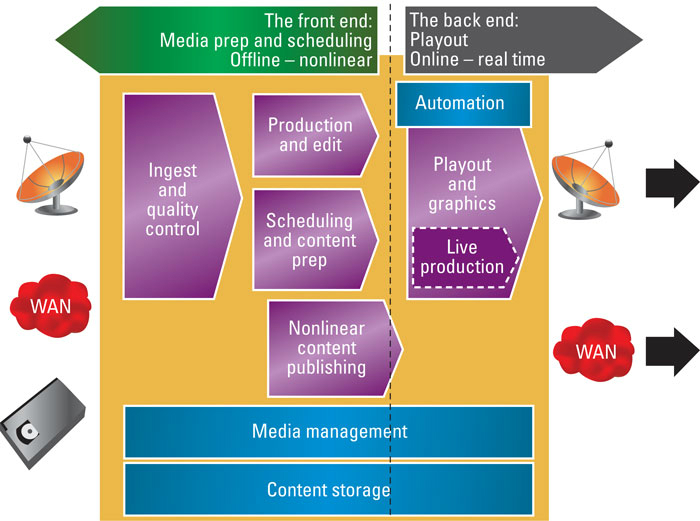 The front end:
Media prep and scheduling
Offline – nonlinear
The back end:
Playout
Online – real time
Automation
Ingest
and
quality
control
Production
and edit
Scheduling
and content
prep
Playout
and
graphics
Live
production
Nonlinear
content
publishing
WAN
WAN
Media management
Content storage